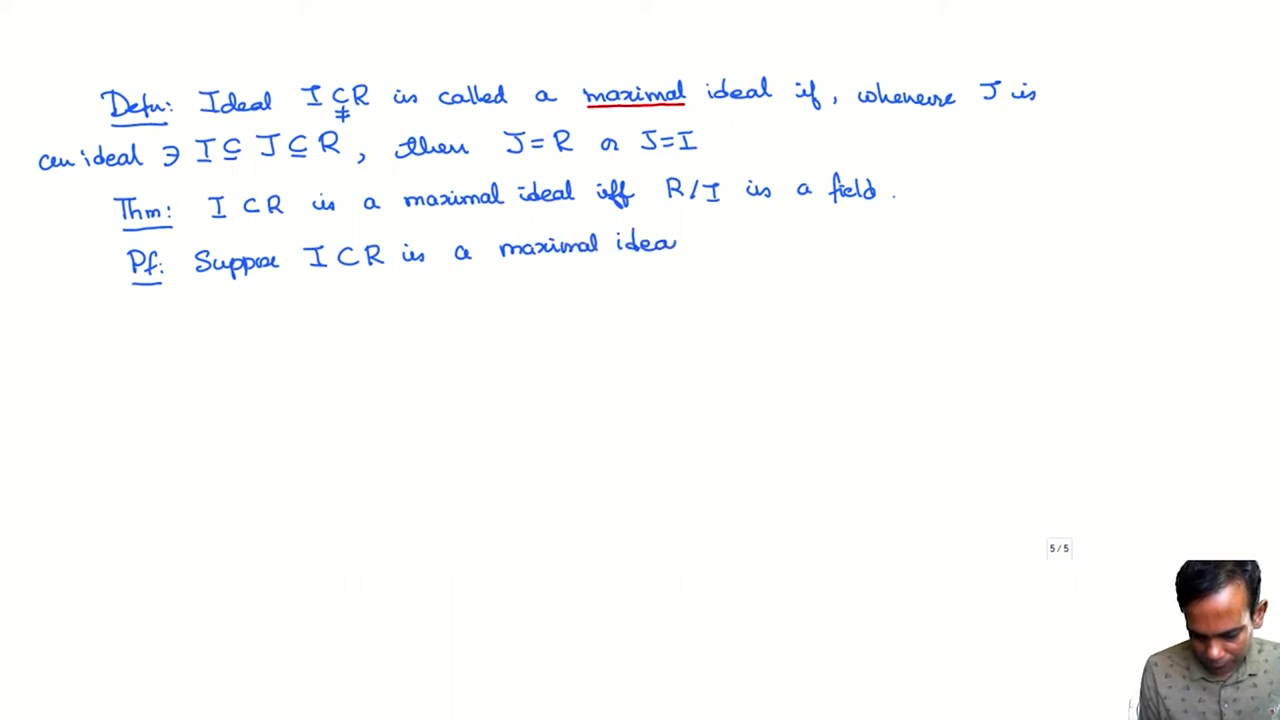 Defn: Ideal I ⊊ R is called a maximal ideal if, whenever J is
an ideal ∋ I ⊆ J ⊆ R, then J=R or J=I
Thm: I ⊂ R is a maximal ideal iff R/I is a field.
Pf: Suppose I ⊂ R is a maximal idea
5/5